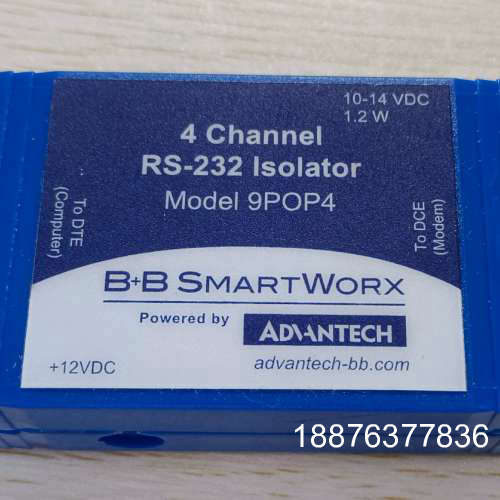 10-14 VDC
1.2 W
4 Channel
RS-232 Isolator
Model 9POP4
To DTE
(Computer)
To DCE
(Modem)
B+B SMARTWORX
Powered by ADVANTECH
+12VDC
advantech-bb.com
18876377836